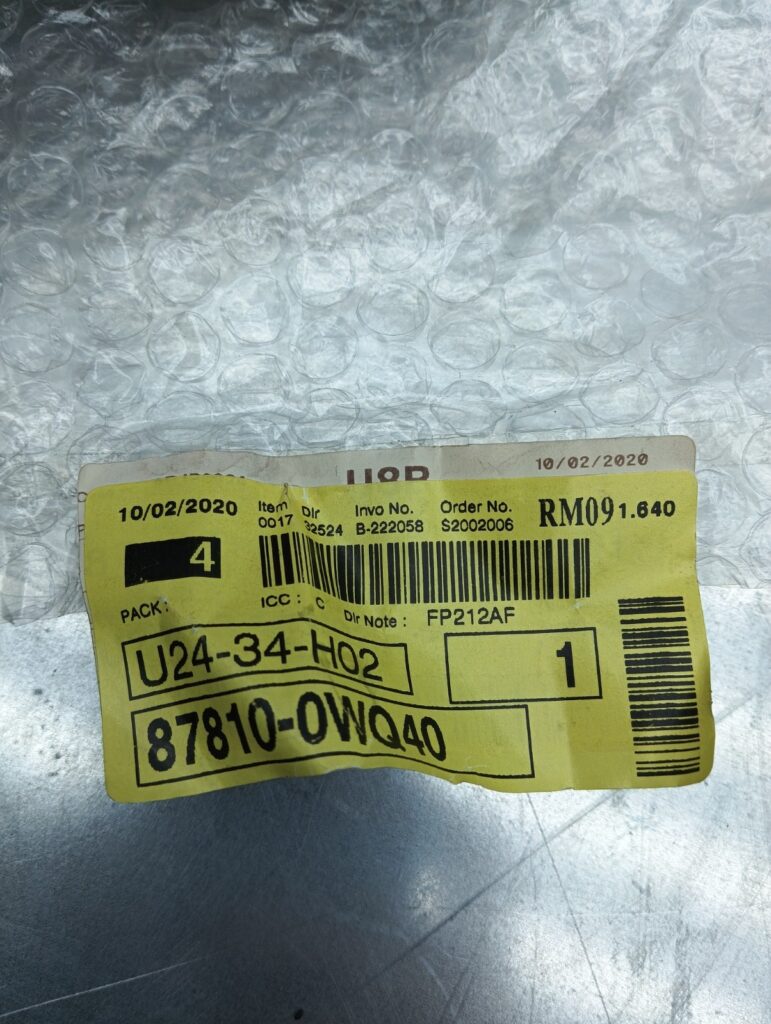 U8R
10/02/2020
10/02/2020 Item Dlr Invo No. Order No. RM09 1.640
0017 32524 B-222058 S2002006
4
PACK: ICC : C Dlr Note : FP212AF
U24-34-H02 1
87810-0WQ40